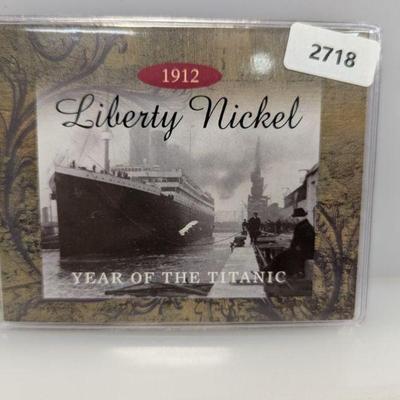 2718
1912
Liberty Nickel
YEAR OF THE TITANIC